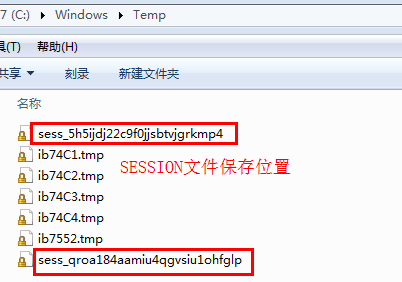 7 (C:) ▸ Windows ▸ Temp
具(T) 帮助(H)
共享 ▾ 刻录 新建文件夹
名称
sess_5h5ijdj22c9f0jjsbtvjgrkmp4
ib74C1.tmp
ib74C2.tmp
ib74C3.tmp
ib74C4.tmp
ib7552.tmp
sess_qroa184aamiu4qgvsiu1ohfglp
SESSION文件保存位置